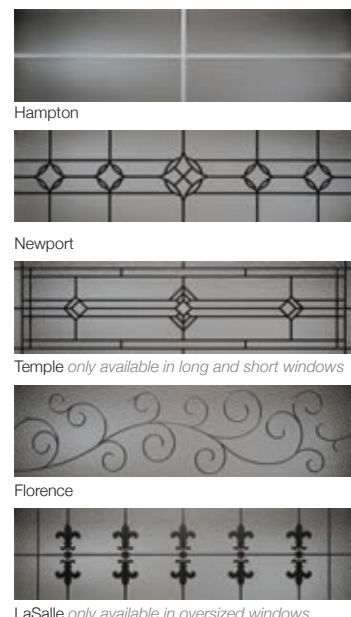 Hampton
Newport
Temple only available in long and short windows
Florence
LaSalle only available in oversized windows